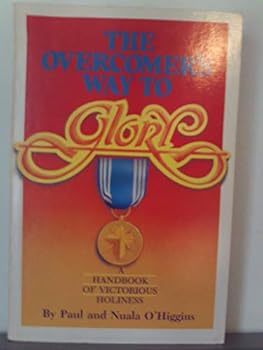 THE
OVERCOMER'S
WAY TO
Glory
A
HANDBOOK
OF VICTORIOUS
HOLINESS
By Paul and Nuala O'Higgins